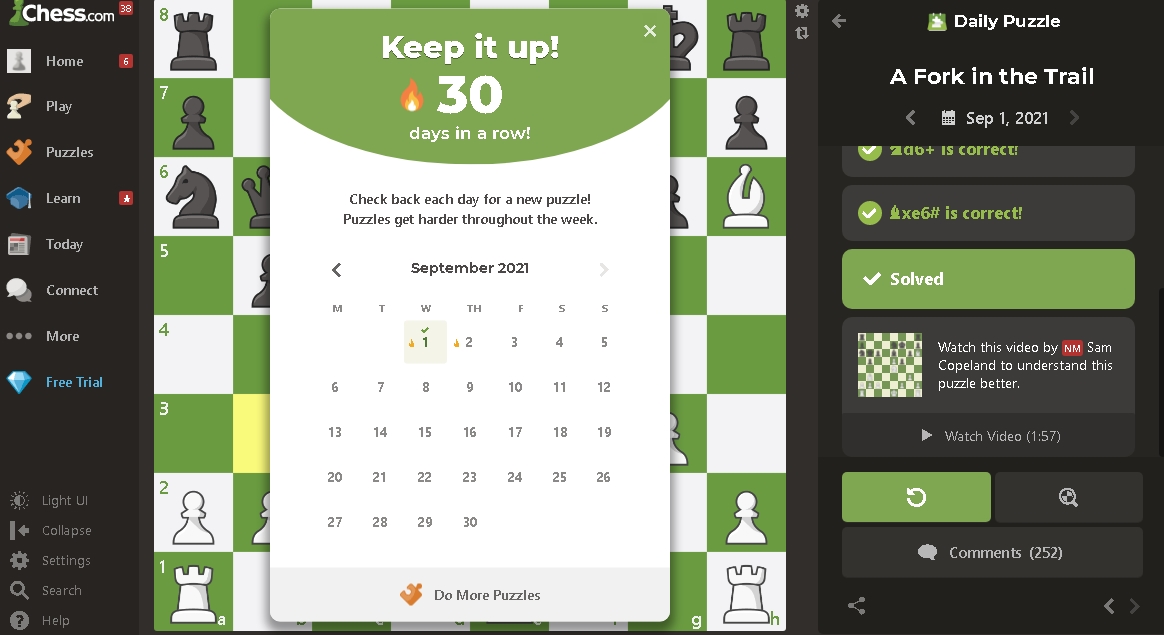 Chess.com
38
Home
6
Play
Puzzles
Learn
Today
Connect
More
Free Trial
Light UI
Collapse
Settings
Search
Help
8
7
6
5
4
3
2
1
a
b
c
d
e
f
g
h
Keep it up!
30
days in a row!
Check back each day for a new puzzle!
Puzzles get harder throughout the week.
September 2021
M T W TH F S S
1 2 3 4 5
6 7 8 9 10 11 12
13 14 15 16 17 18 19
20 21 22 23 24 25 26
27 28 29 30
Do More Puzzles
Daily Puzzle
A Fork in the Trail
Sep 1, 2021
♞d6+ is correct!
♝xe6# is correct!
Solved
Watch this video by NM Sam
Copeland to understand this
puzzle better.
Watch Video (1:57)
Comments (252)